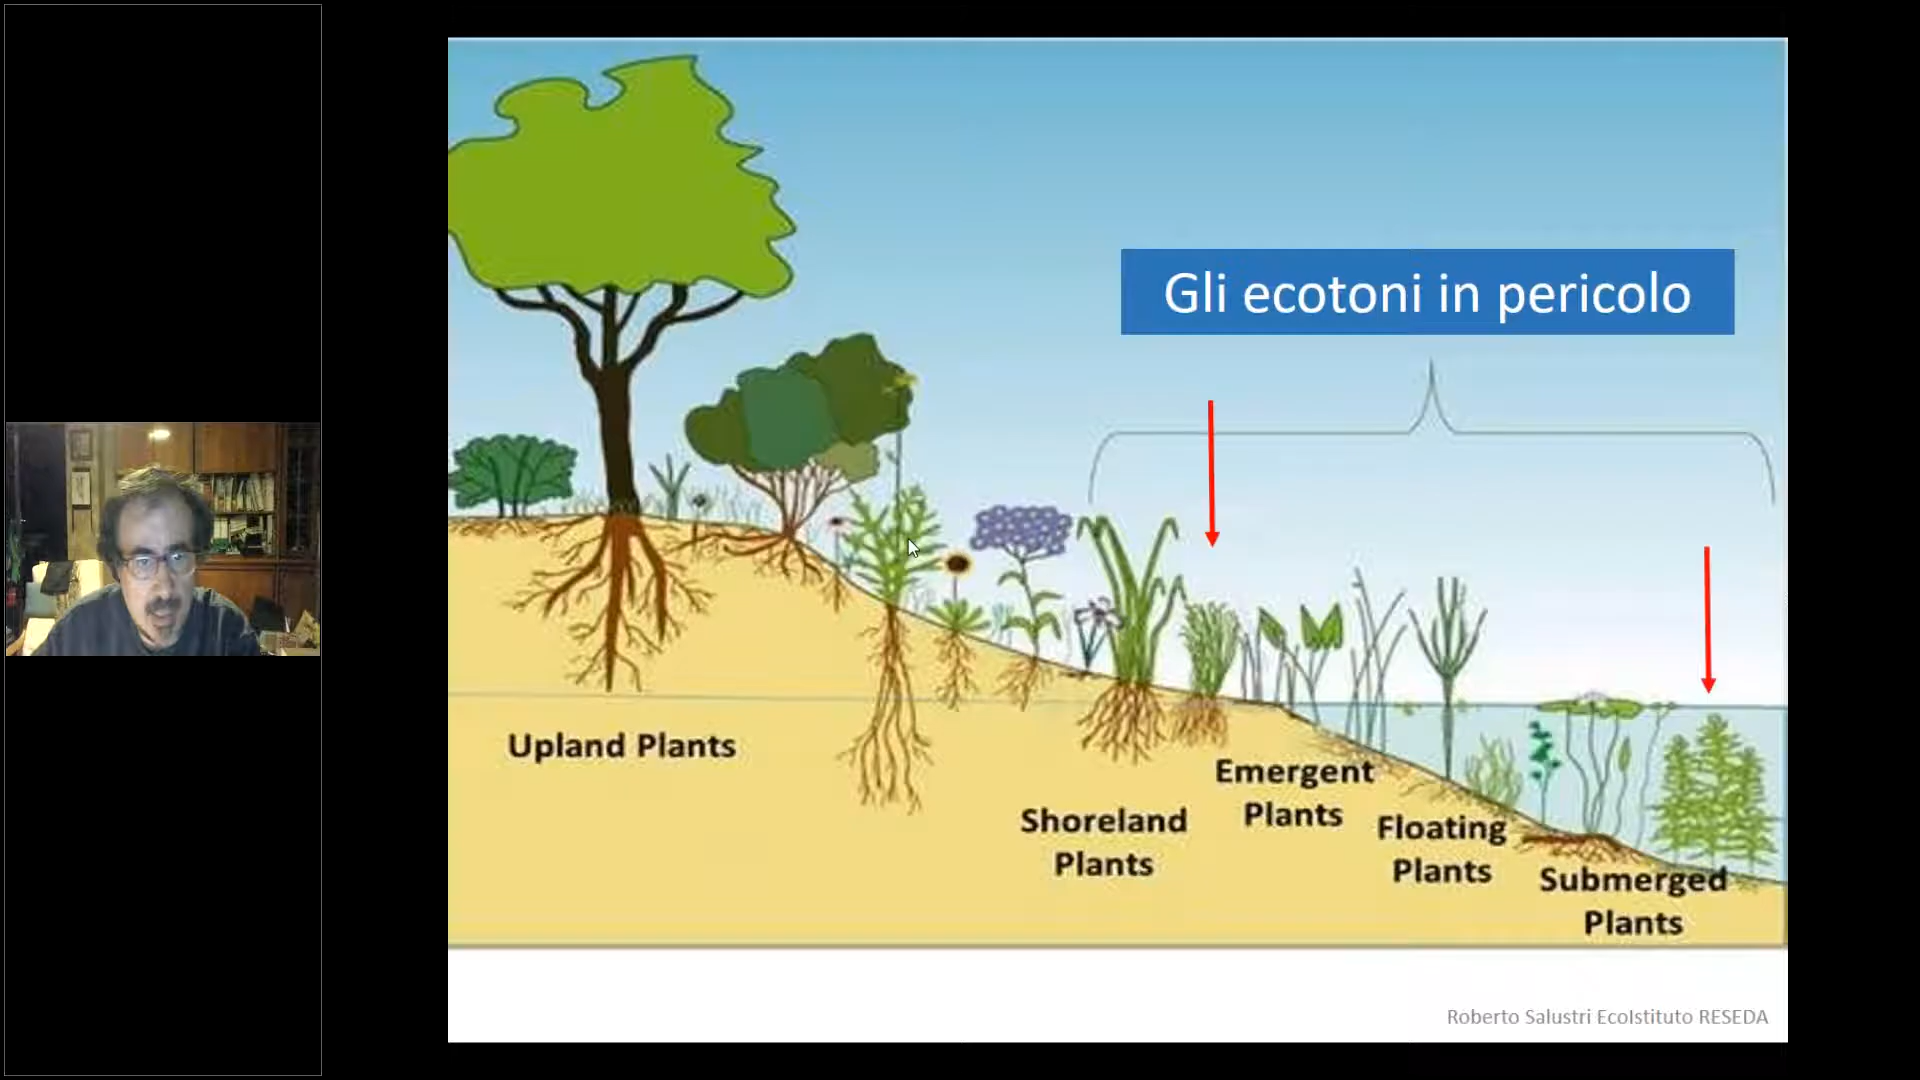 Gli ecotoni in pericolo
Upland Plants
Shoreland
Plants
Emergent
Plants
Floating
Plants
Submerged
Plants
Roberto Salustri EcoIstituto RESEDA